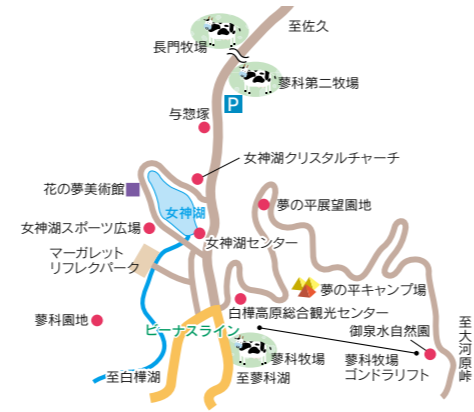 至佐久
長門牧場
蓼科第二牧場
P
与惣塚
女神湖クリスタルチャーチ
花の夢美術館
女神湖
夢の平展望園地
女神湖スポーツ広場
女神湖センター
マーガレット
リフレクパーク
夢の平キャンプ場
白樺高原総合観光センター
蓼科園地
ビーナスライン
御泉水自然園
至大河原峠
蓼科牧場
蓼科牧場
ゴンドラリフト
至白樺湖
至蓼科湖